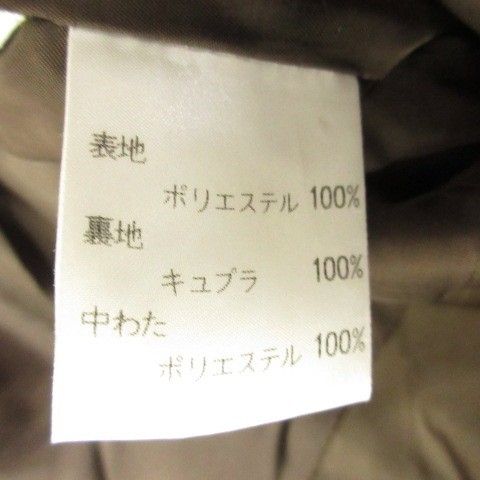 表地
ポリエステル 100%
裏地
キュプラ 100%
中わた
ポリエステル 100%